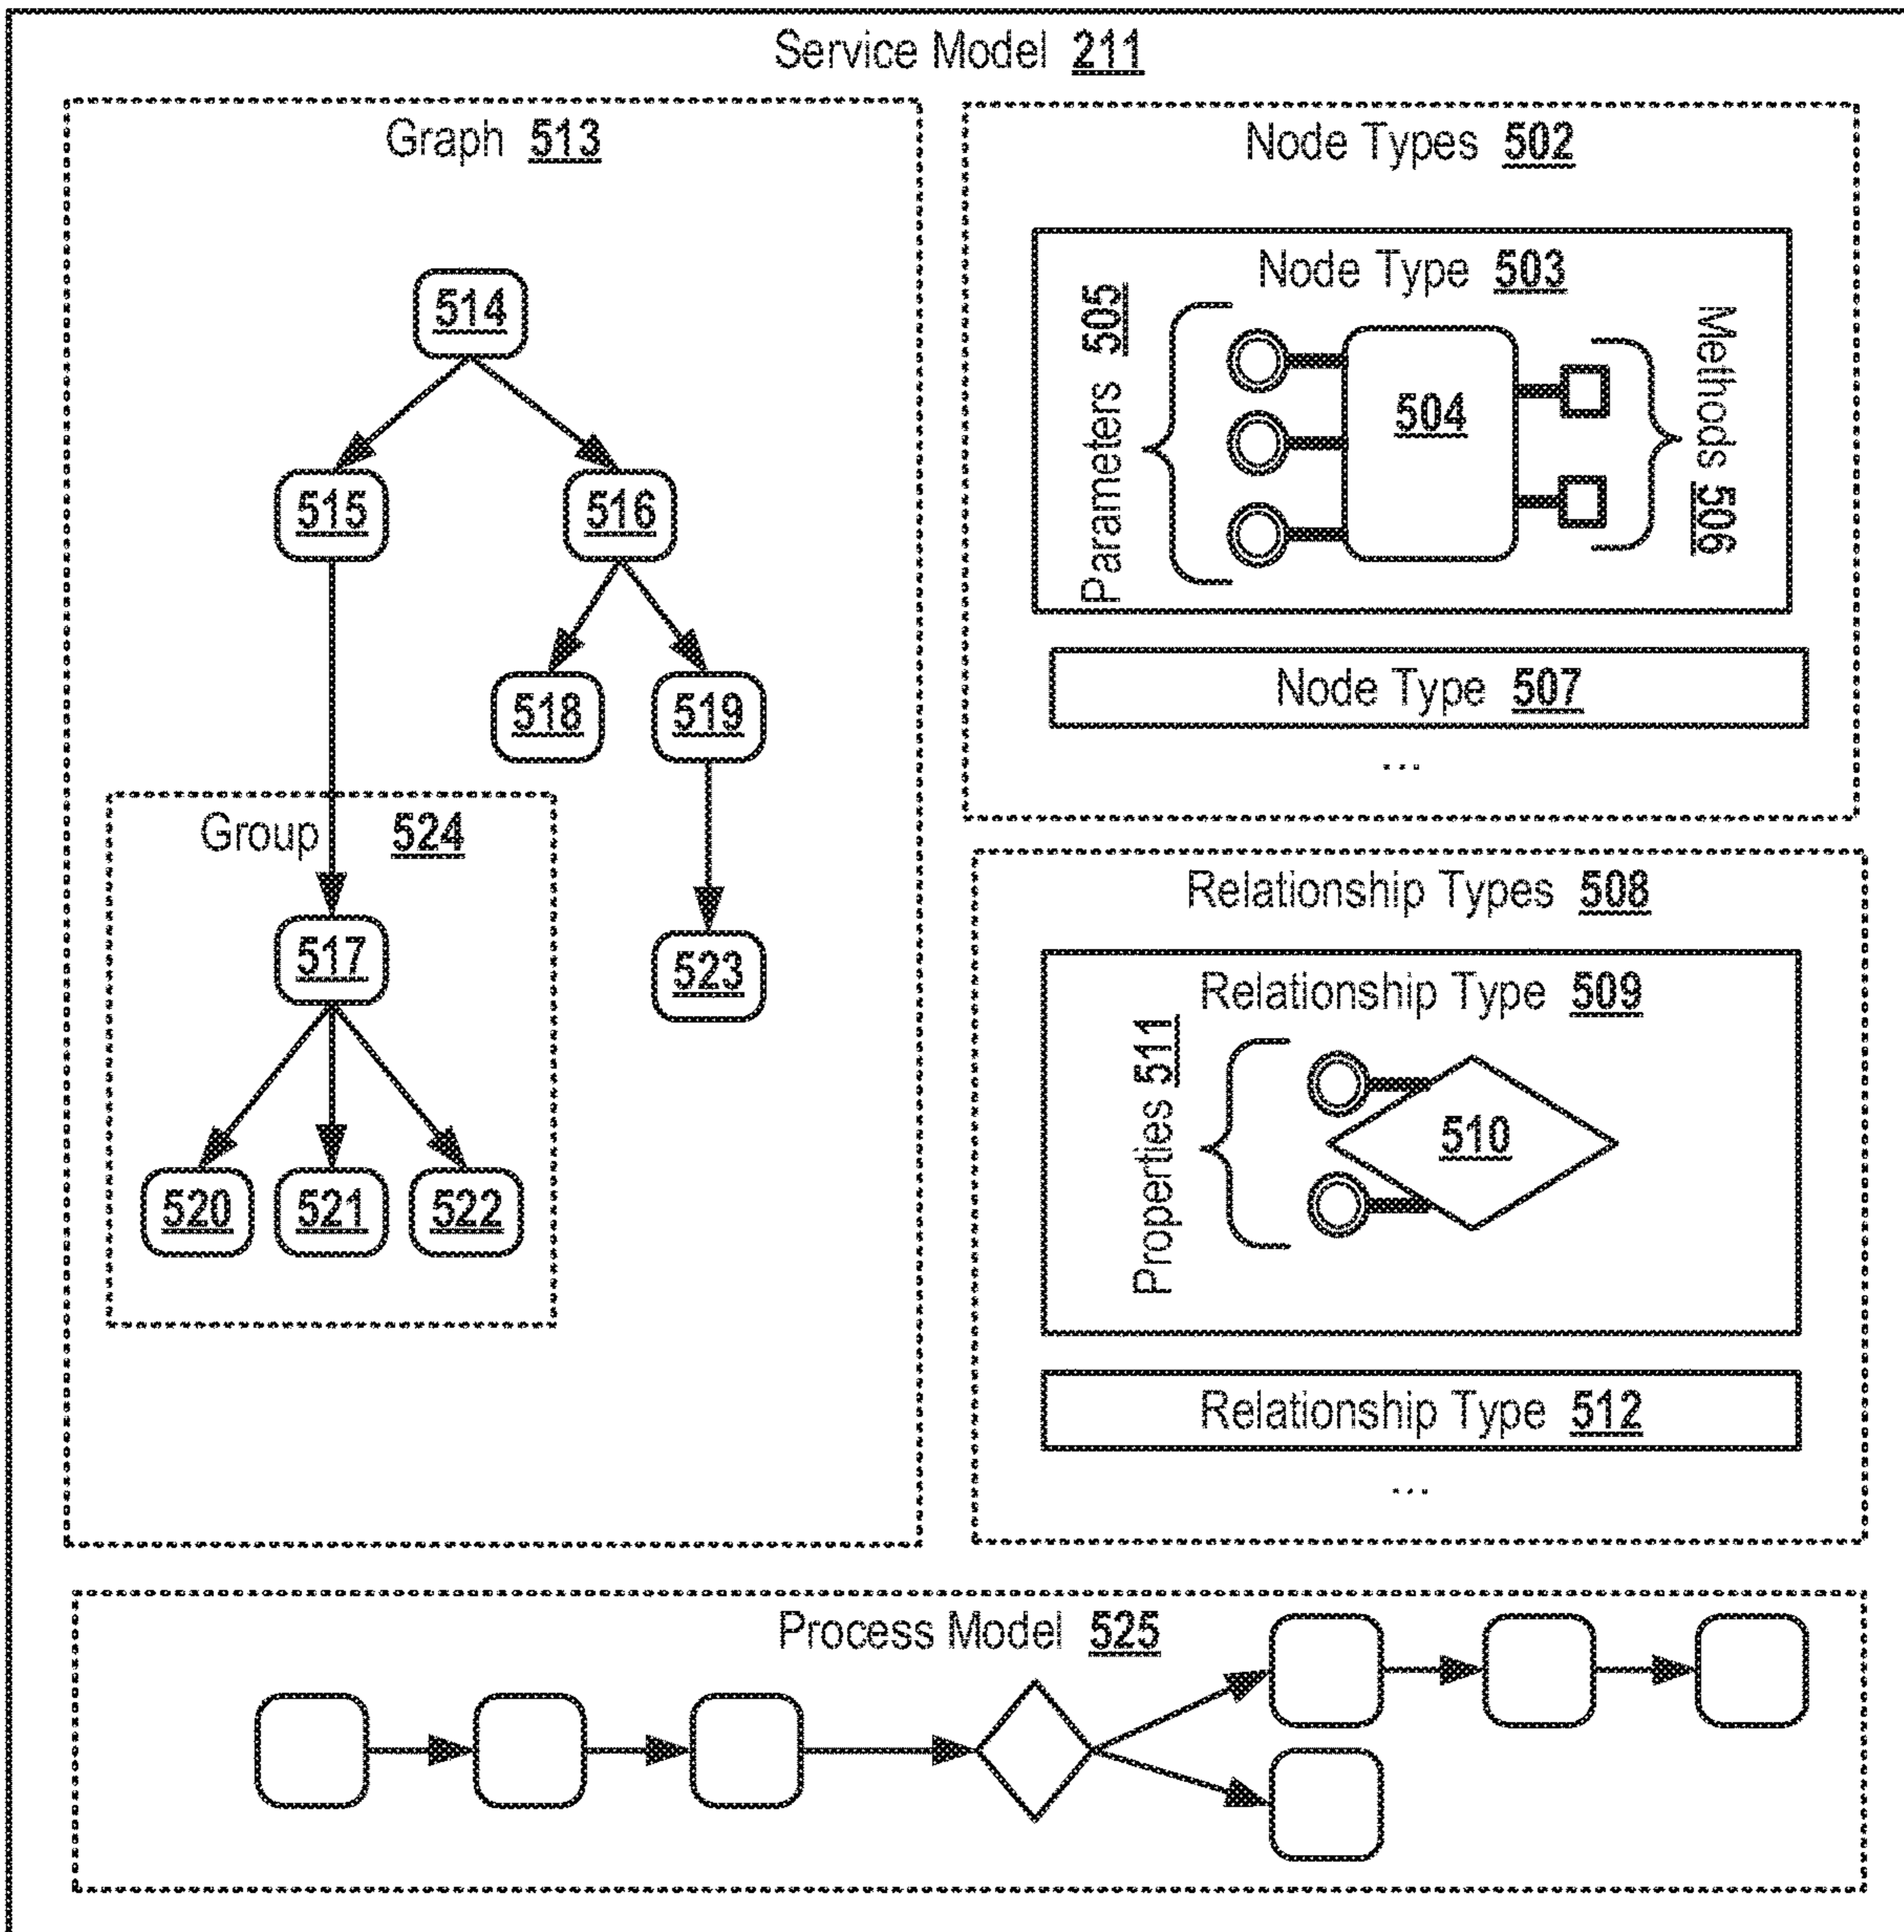 Service Model 211
Graph 513
514
515
516
518
519
Group 524
517
523
520
521
522
Node Types 502
Node Type 503
Parameters 505
504
Methods 506
Node Type 507
...
Relationship Types 508
Relationship Type 509
Properties 511
510
Relationship Type 512
...
Process Model 525